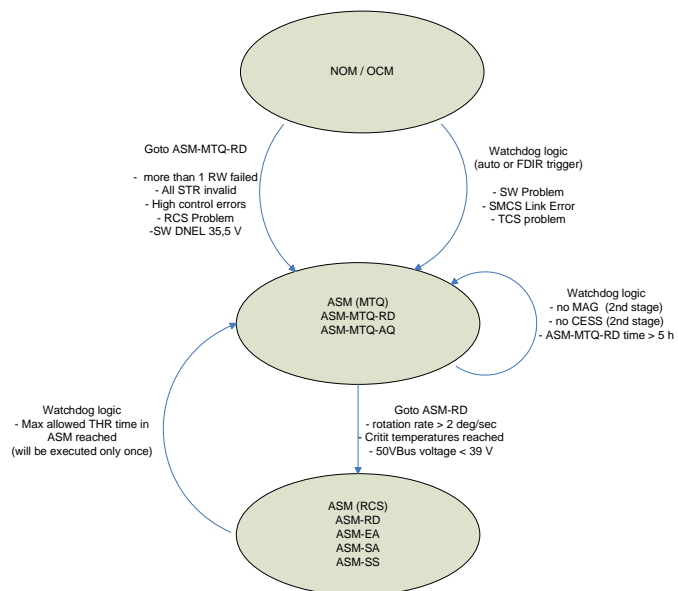 NOM / OCM
Goto ASM-MTQ-RD
- more than 1 RW failed
- All STR invalid
- High control errors
- RCS Problem
-SW DNEL 35,5 V
Watchdog logic
(auto or FDIR trigger)
- SW Problem
- SMCS Link Error
- TCS problem
ASM (MTQ)
ASM-MTQ-RD
ASM-MTQ-AQ
Watchdog logic
- no MAG (2nd stage)
- no CESS (2nd stage)
- ASM-MTQ-RD time > 5 h
Watchdog logic
- Max allowed THR time in
ASM reached
(will be executed only once)
Goto ASM-RD
- rotation rate > 2 deg/sec
- Critit temperatures reached
- 50VBus voltage < 39 V
ASM (RCS)
ASM-RD
ASM-EA
ASM-SA
ASM-SS